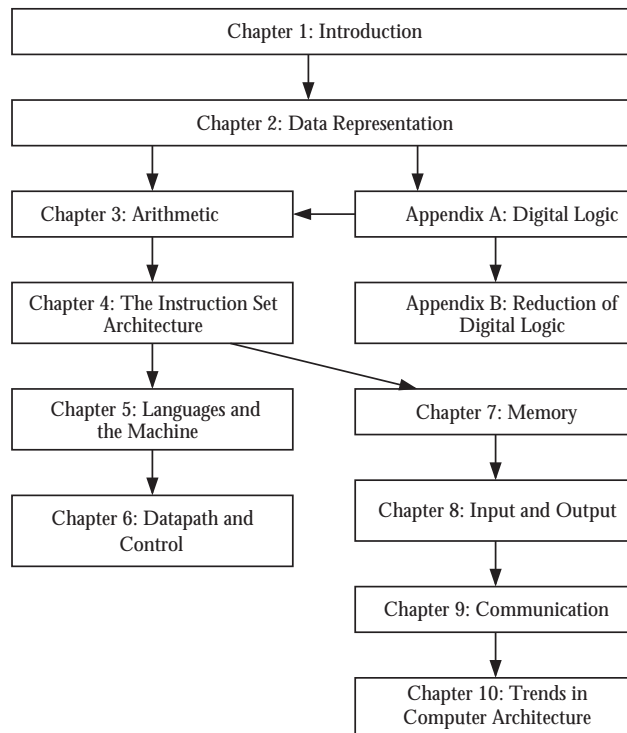 Chapter 1: Introduction
Chapter 2: Data Representation
Chapter 3: Arithmetic
Appendix A: Digital Logic
Chapter 4: The Instruction Set
Architecture
Appendix B: Reduction of
Digital Logic
Chapter 5: Languages and
the Machine
Chapter 7: Memory
Chapter 6: Datapath and
Control
Chapter 8: Input and Output
Chapter 9: Communication
Chapter 10: Trends in
Computer Architecture